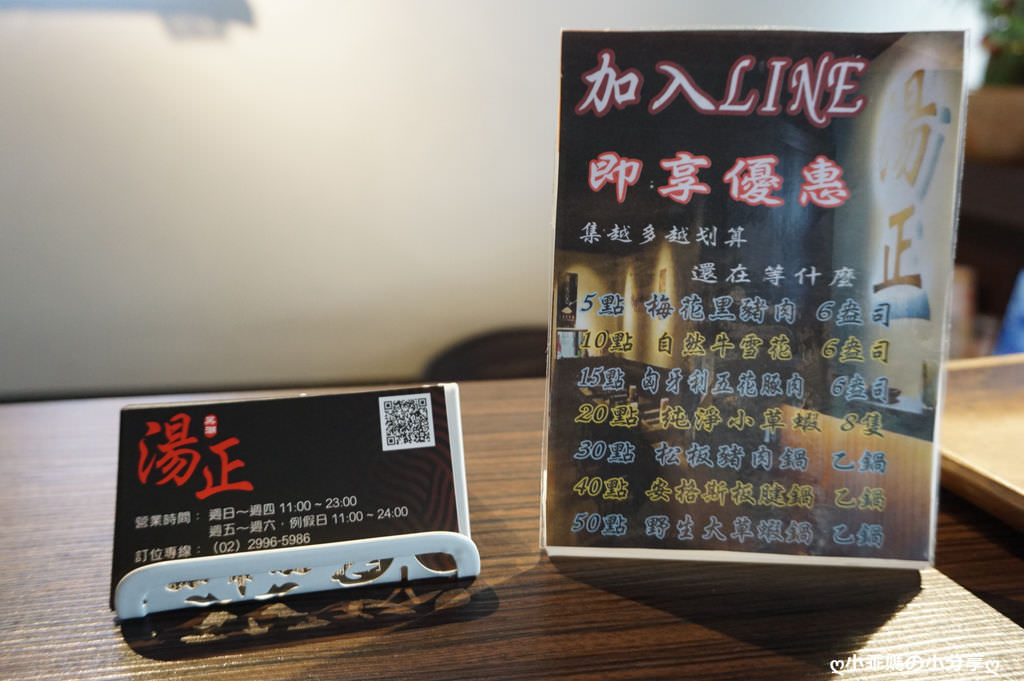 湯正
營業時間：週日～週四 11:00 ~ 23:00
週五～週六，例假日 11:00 ~ 24:00
訂位專線：(02) 2996-5986
加入LINE
即享優惠
集越多越划算
還在等什麼
5點 梅花黑豬肉 6盎司
10點 自然牛雪花 6盎司
15點 匈牙利五花豚肉 6盎司
20點 純淨小草蝦 8隻
30點 松板豬肉鍋 乙鍋
40點 安格斯板腱鍋 乙鍋
50點 野生大草蝦鍋 乙鍋
湯正
ღ小乖媽の小分享ღ